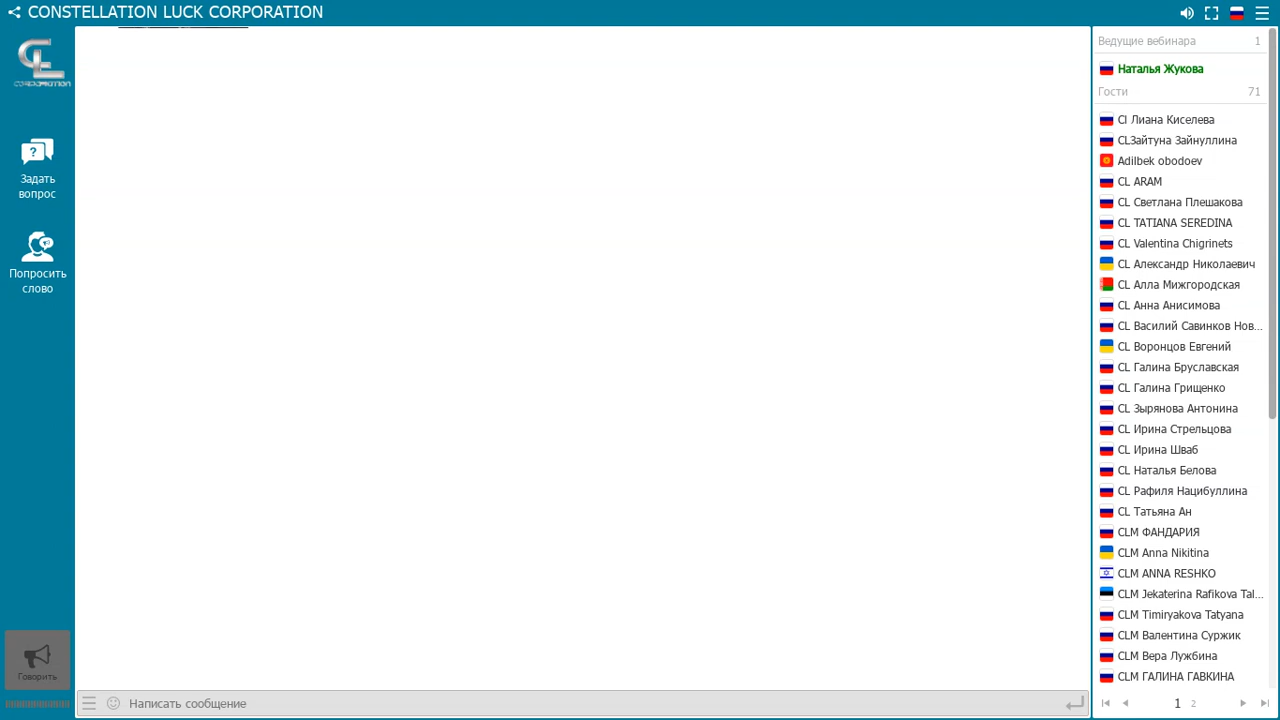 CONSTELLATION LUCK CORPORATION
CL
CORPORATION
Задать
вопрос
Попросить
слово
Говорить
Написать сообщение
Ведущие вебинара 1
Наталья Жукова
Гости 71
Cl Лиана Киселева
CLЗайтуна Зайнуллина
Adilbek obodoev
CL ARAM
CL Светлана Плешакова
CL TATIANA SEREDINA
CL Valentina Chigrinets
CL Александр Николаевич
CL Алла Мижгородская
CL Анна Анисимова
CL Василий Савинков Нов...
CL Воронцов Евгений
CL Галина Бруславская
CL Галина Грищенко
CL Зырянова Антонина
CL Ирина Стрельцова
CL Ирина Шваб
CL Наталья Белова
CL Рафиля Нацибуллина
CL Татьяна Ан
CLM ФАНДАРИЯ
CLM Anna Nikitina
CLM ANNA RESHKO
CLM Jekaterina Rafikova Tal...
CLM Timiryakova Tatyana
CLM Валентина Суржик
CLM Вера Лужбина
CLM ГАЛИНА ГАВКИНА
1 2